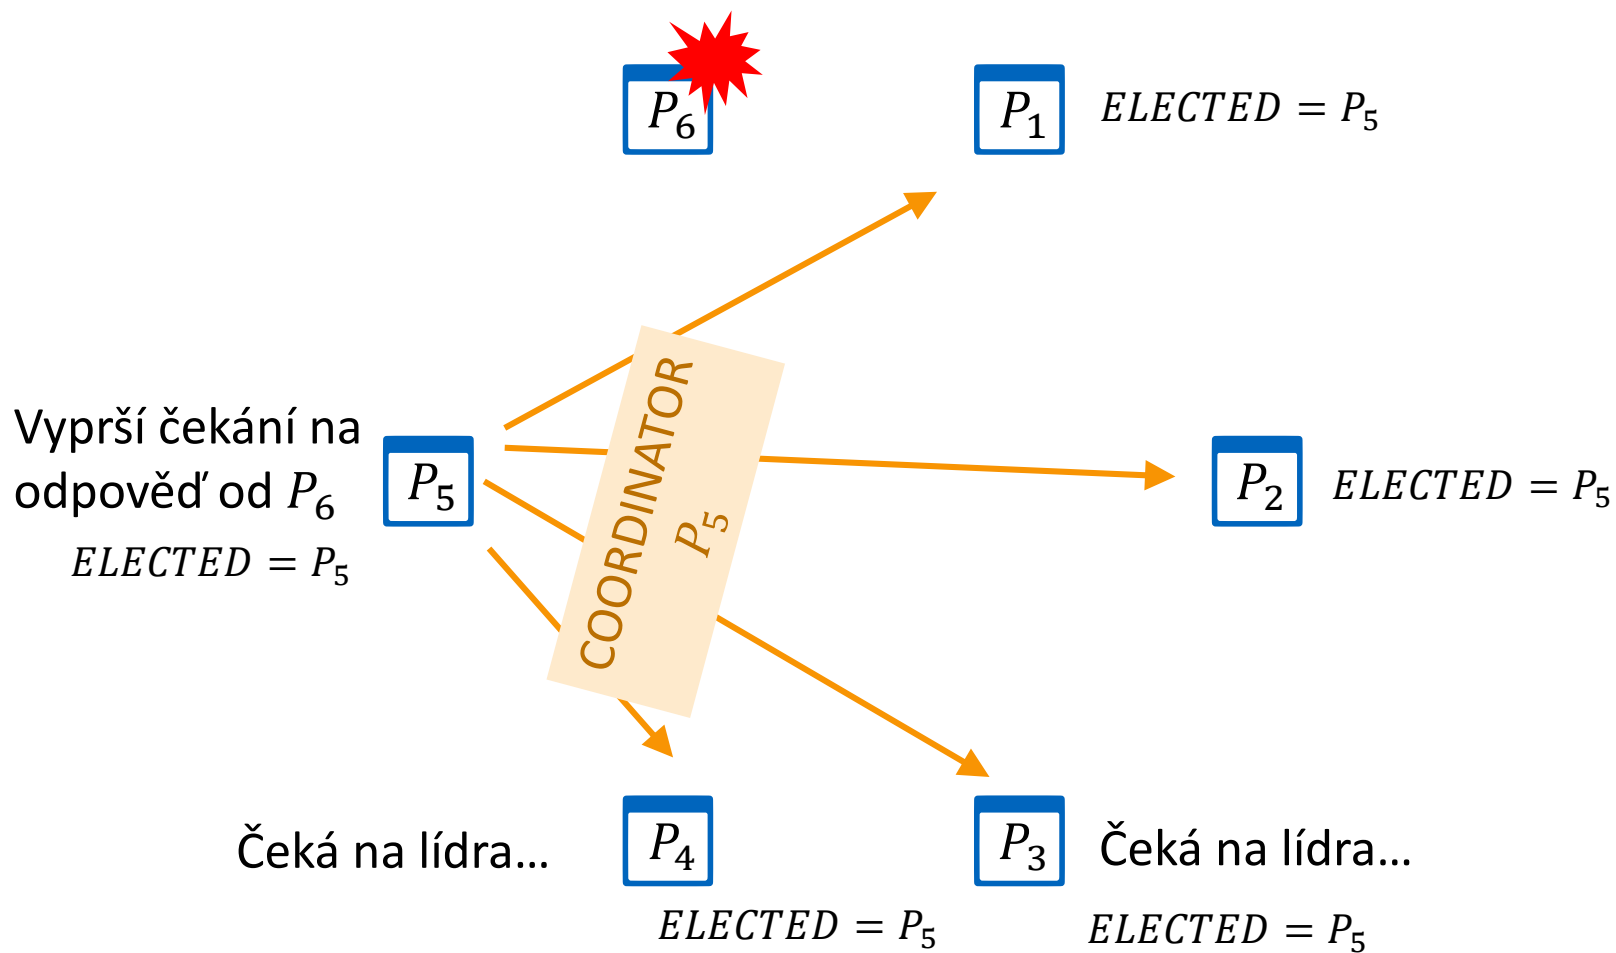 P₆
P₁
ELECTED = P₅
Vyprší čekání na
odpověď od P₆
ELECTED = P₅
P₅
COORDINATOR
P₅
P₂
ELECTED = P₅
Čeká na lídra…
P₄
ELECTED = P₅
P₃
Čeká na lídra…
ELECTED = P₅